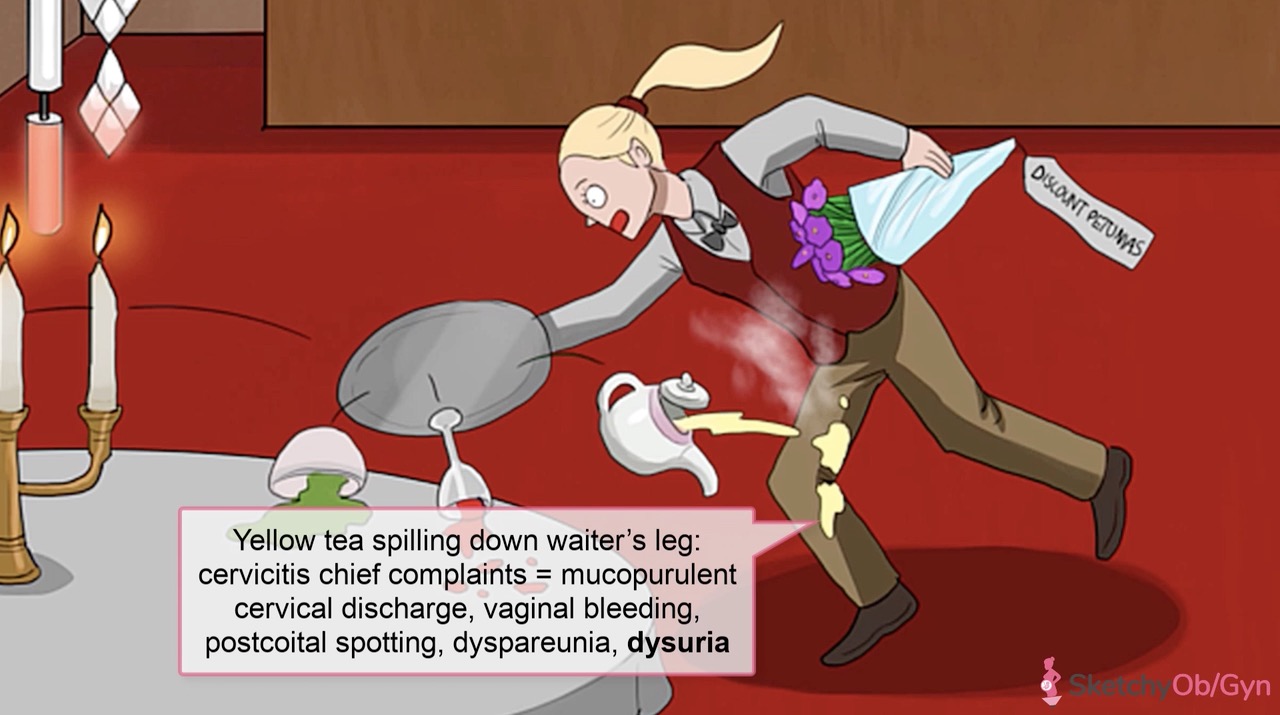 DISCOUNT PETUNIAS
Yellow tea spilling down waiter’s leg:
cervicitis chief complaints = mucopurulent
cervical discharge, vaginal bleeding,
postcoital spotting, dyspareunia, dysuria
SketchyOb/Gyn